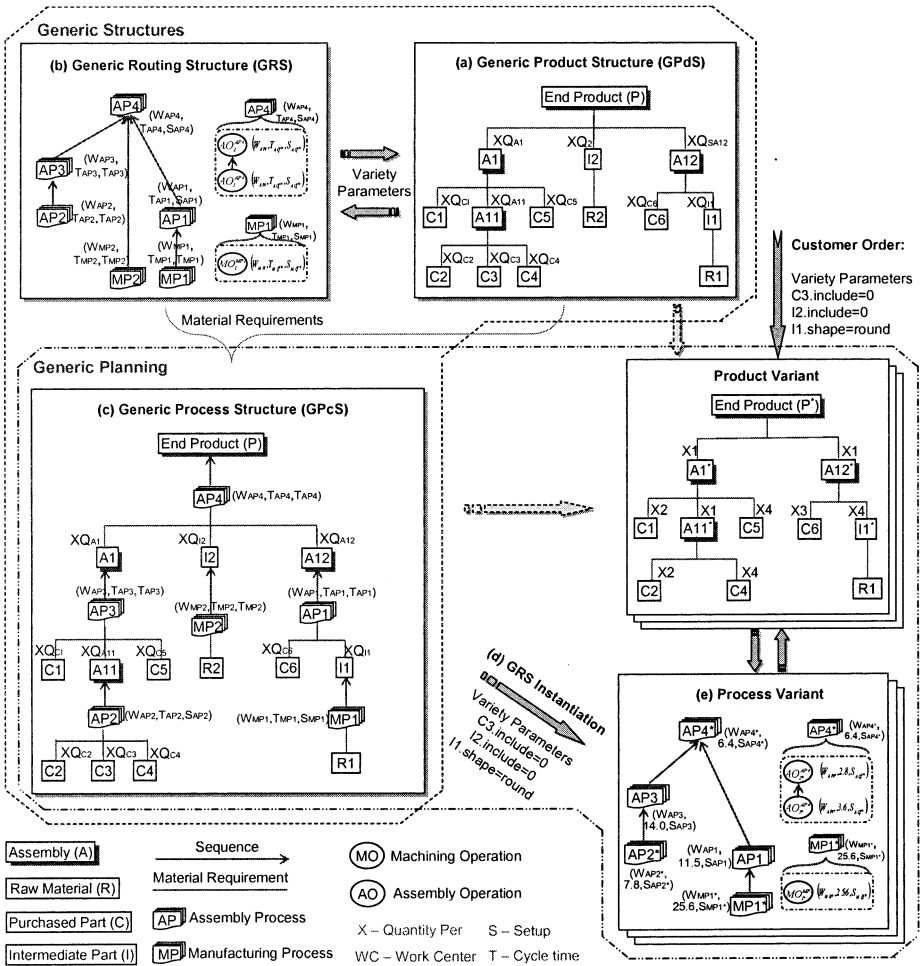 Generic Structures
(b) Generic Routing Structure (GRS)
AP4
(WAP4,
TAP4,SAP4)
AP3
(WAP3,
TAP3,TAP3)
AP2
(WAP2,
TAP2,TAP2)
(WAP1,
TAP1,SAP1)
AP1
(WMP2,
TMP2,TMP2)
MP2
(WMP1,
TMP1,TMP1)
MP1
AP4
(WAP4,
TAP4,SAP4)
MP1
(WMP1,
TMP1,SMP1)
Variety
Parameters
(a) Generic Product Structure (GPdS)
End Product (P)
XQA1
XQ2
XQSA12
A1
I2
A12
XQCI
XQA11
XQC5
XQC6
XQI1
C1
A11
C5
R2
C6
I1
XQC2
XQC3
XQC4
C2
C3
C4
R1
Customer Order:
Variety Parameters
C3.include=0
I2.include=0
I1.shape=round
Material Requirements
Generic Planning
(c) Generic Process Structure (GPcS)
End Product (P)
AP4
(WAP4,TAP4,TAP4)
XQA1
XQI2
XQA12
A1
I2
A12
(WAP3,TAP3,TAP3)
AP3
(WMP2,TMP2,TMP2)
MP2
(WAP1,TAP1,TAP1)
AP1
XQCI
XQA11
XQC5
XQC6
XQI1
C1
A11
C5
R2
C6
I1
AP2
(WAP2,TAP2,SAP2)
(WMP1,TMP1,SMP1)
MP1
XQC2
XQC3
XQC4
C2
C3
C4
R1
Product Variant
End Product (P*)
X1
X1
A1*
A12*
X2
X1
X4
X3
X4
C1
A11*
C5
C6
I1*
X2
X4
C2
C4
R1
(d) GRS Instantiation
Variety Parameters
C3.include=0
I2.include=0
I1.shape=round
(e) Process Variant
AP4*
(WAP4*,
6.4,SAP4*)
AP3
(WAP3,
14.0,SAP3)
AP2*
(WAP2*,
7.8,SAP2*)
(WAP1,
11.5,SAP1)
AP1
(WMP1*,
25.6,SMP1*)
MP1*
AP4*
(WAP4*,
6.4,SAP4*)
MP1*
(WMP1*,
25.6,SMP1*)
Assembly (A)
Raw Material (R)
Purchased Part (C)
Intermediate Part (I)
Sequence
Material Requirement
AP Assembly Process
MP Manufacturing Process
MO Machining Operation
AO Assembly Operation
X – Quantity Per
S – Setup
WC – Work Center
T – Cycle time